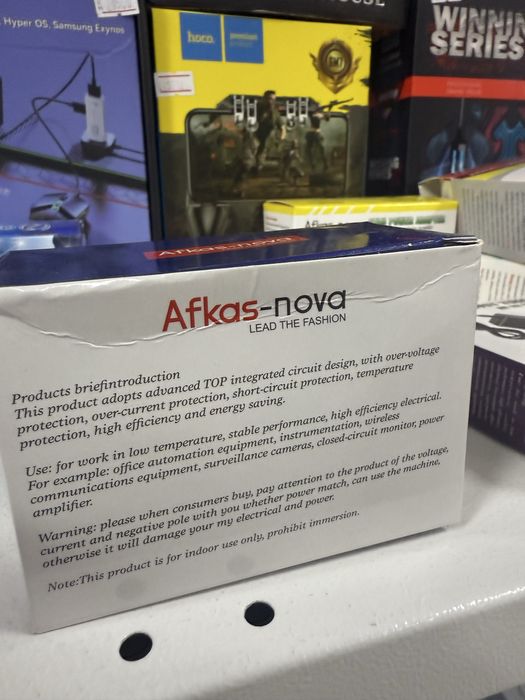 Hyper OS, Samsung Exynos
hoco.
premium
WINNIN
SERIES
Afkas-nova
Afkas-nova
LEAD THE FASHION
Products briefintroduction
This product adopts advanced TOP integrated circuit design, with over-voltage
protection, over-current protection, short-circuit protection, temperature
protection, high efficiency and energy saving.
Use: for work in low temperature, stable performance, high efficiency electrical.
For example: office automation equipment, instrumentation, wireless
communications equipment, surveillance cameras, closed-circuit monitor, power
amplifier.
Warning: please when consumers buy, pay attention to the product of the voltage,
current and negative pole with you whether power match, can use the machine,
otherwise it will damage your my electrical and power.
Note:This product is for indoor use only, prohibit immersion.